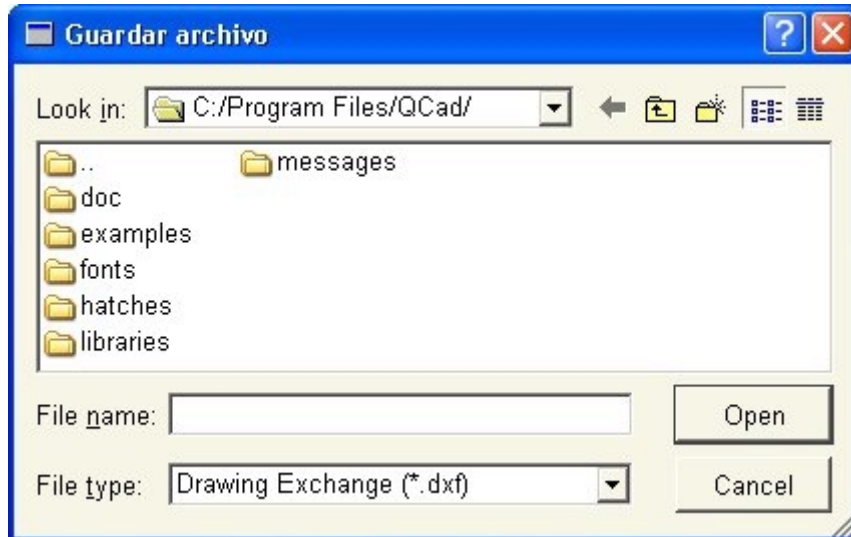 Guardar archivo
Look in: C:/Program Files/QCad/
.. messages
doc
examples
fonts
hatches
libraries
File name: Open
File type: Drawing Exchange (*.dxf) Cancel